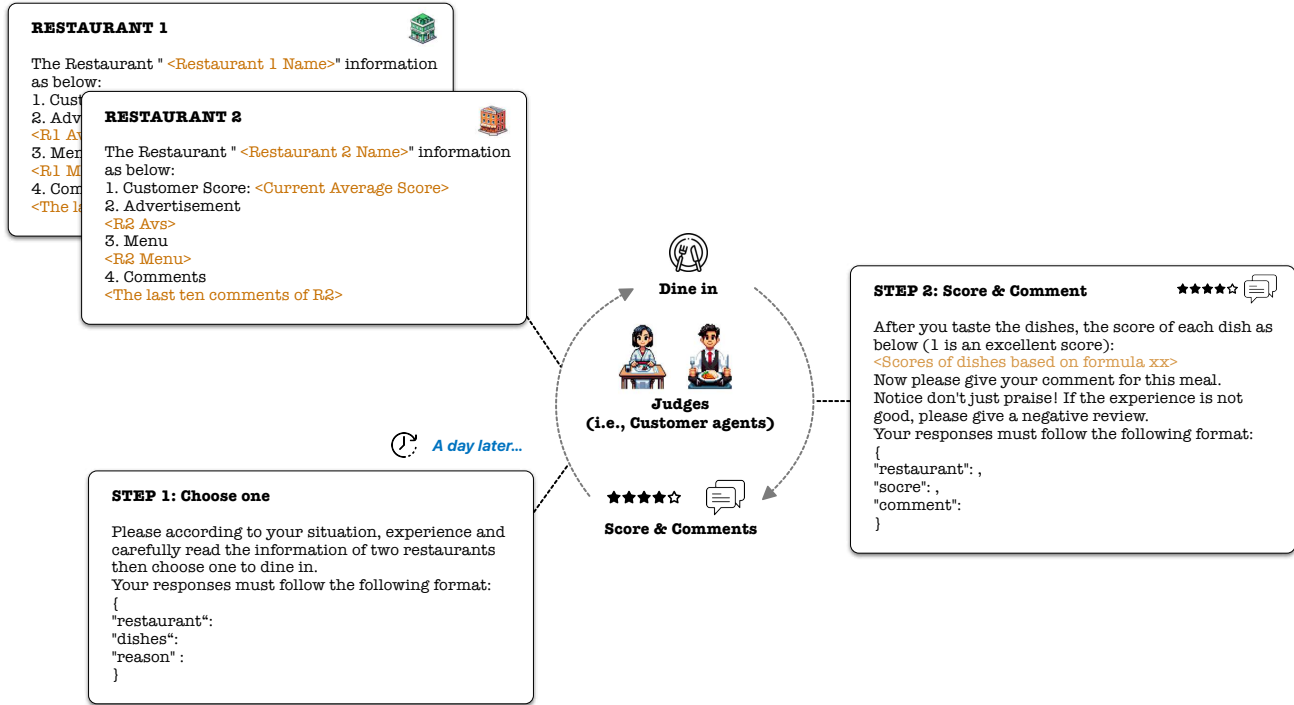 RESTAURANT 1
The Restaurant " <Restaurant 1 Name>" information
as below:
1. Cust
2. Adv
<R1 Av
3. Men
<R1 M
4. Com
<The la
RESTAURANT 2
The Restaurant " <Restaurant 2 Name>" information
as below:
1. Customer Score: <Current Average Score>
2. Advertisement
<R2 Avs>
3. Menu
<R2 Menu>
4. Comments
<The last ten comments of R2>
Dine in
Judges
(i.e., Customer agents)
A day later...
Score & Comments
STEP 1: Choose one
Please according to your situation, experience and
carefully read the information of two restaurants
then choose one to dine in.
Your responses must follow the following format:
{
"restaurant“:
"dishes“:
"reason" :
}
STEP 2: Score & Comment
After you taste the dishes, the score of each dish as
below (1 is an excellent score):
<Scores of dishes based on formula xx>
Now please give your comment for this meal.
Notice don't just praise! If the experience is not
good, please give a negative review.
Your responses must follow the following format:
{
"restaurant": ,
"socre": ,
"comment":
}